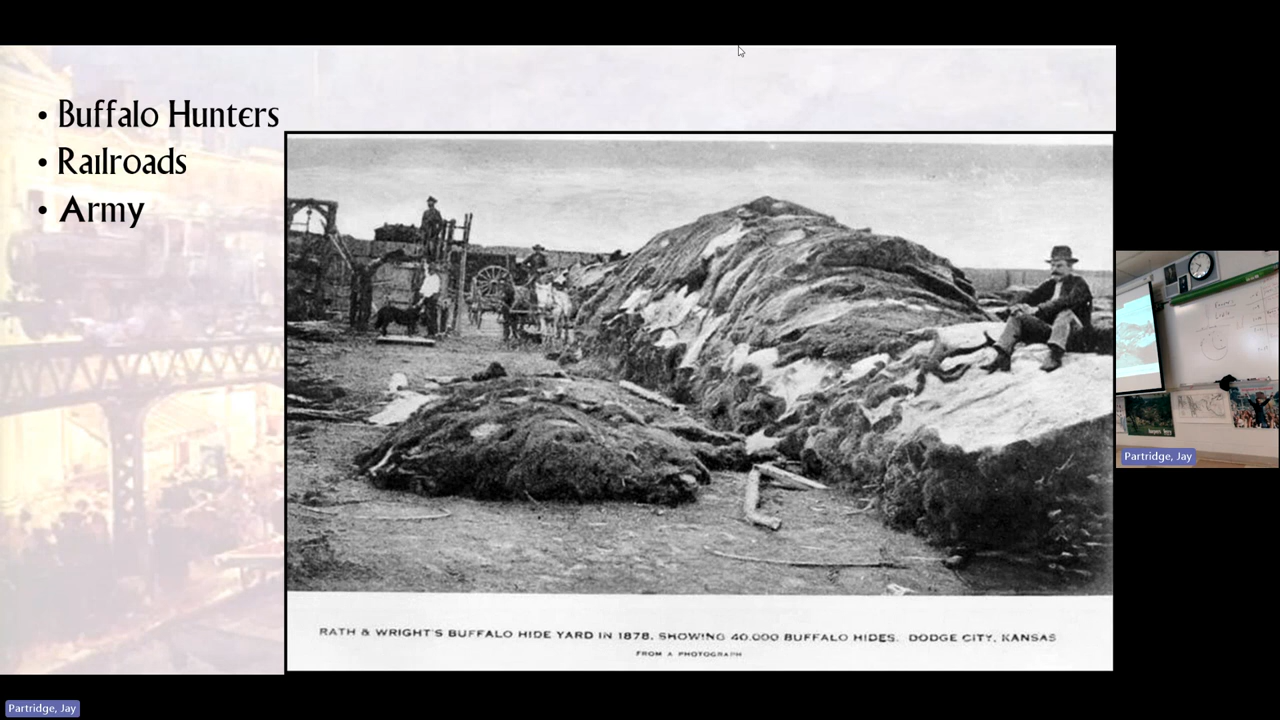 • Buffalo Hunters
• Railroads
• Army
RATH & WRIGHT'S BUFFALO HIDE YARD IN 1878. SHOWING 40,000 BUFFALO HIDES. DODGE CITY, KANSAS
FROM A PHOTOGRAPH
Partridge, Jay
Partridge, Jay